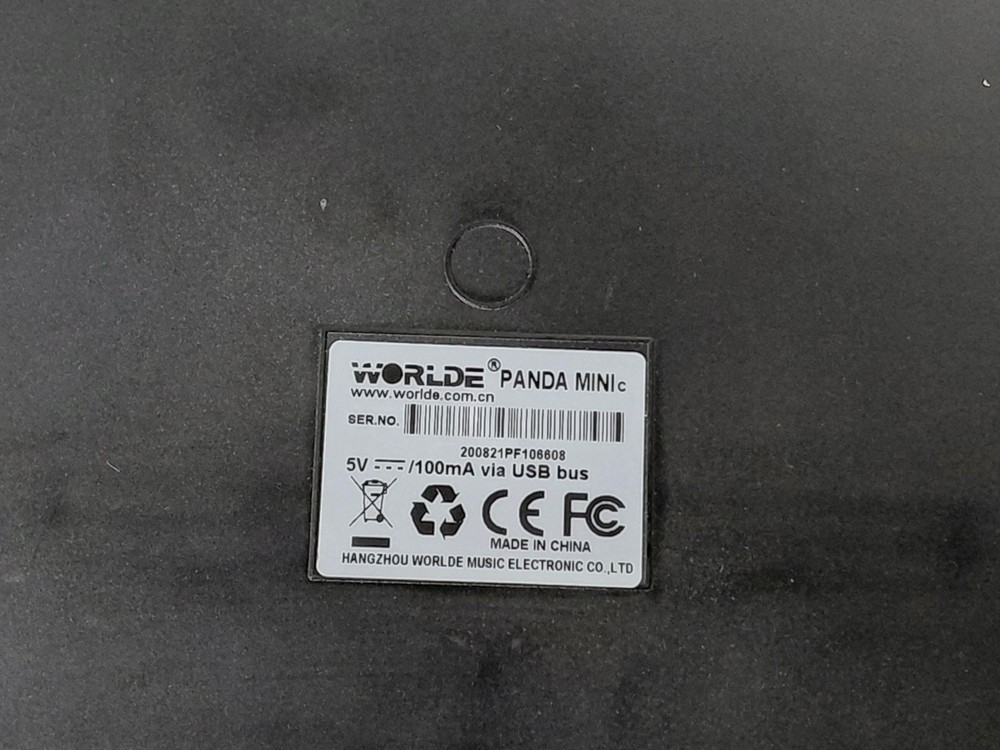 WORLDE® PANDA MINI c
www.worlde.com.cn
SER.NO.
200821PF106608
5V ⎓ /100mA via USB bus
CE FC
MADE IN CHINA
HANGZHOU WORLDE MUSIC ELECTRONIC CO.,LTD